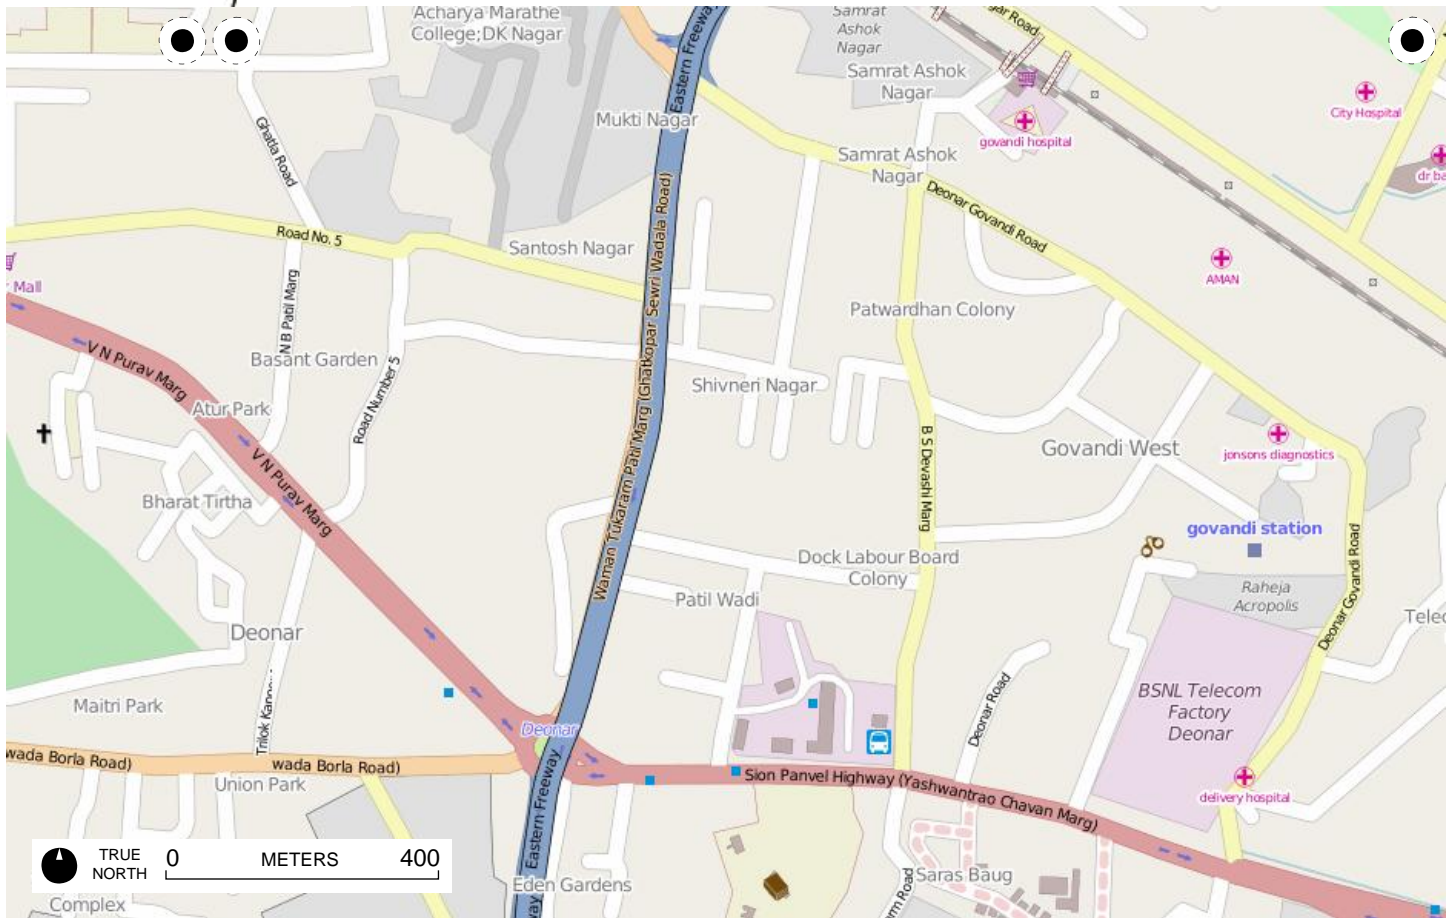 Acharya Marathe
College;DK Nagar
Eastern Freeway
Samrat
Ashok
Nagar
Samrat Ashok
Nagar
City Hospital
govandi hospital
Mukti Nagar
Ghatla Road
Samrat Ashok
Nagar
Deonar Govandi Road
Road No. 5
Santosh Nagar
AMAN
Mall
N B Patil Marg
Waman Tukaram Patil Marg (Ghatkopar Sewri Wadala Road)
Patwardhan Colony
V N Purav Marg
Basant Garden
Road Number 5
Shivneri Nagar
Atur Park
B S Devashi Marg
Govandi West
jonsons diagnostics
V N Purav Marg
Bharat Tirtha
govandi station
Dock Labour Board
Colony
Deonar Govandi Road
Patil Wadi
Raheja
Acropolis
Deonar
Maitri Park
Deonar Road
BSNL Telecom
Factory
Deonar
Deonar
wada Borla Road)
wada Borla Road)
Eastern Freeway
Sion Panvel Highway (Yashwantrao Chavan Marg)
Union Park
delivery hospital
TRUE
NORTH
0 METERS 400
Eden Gardens
Saras Baug
Complex